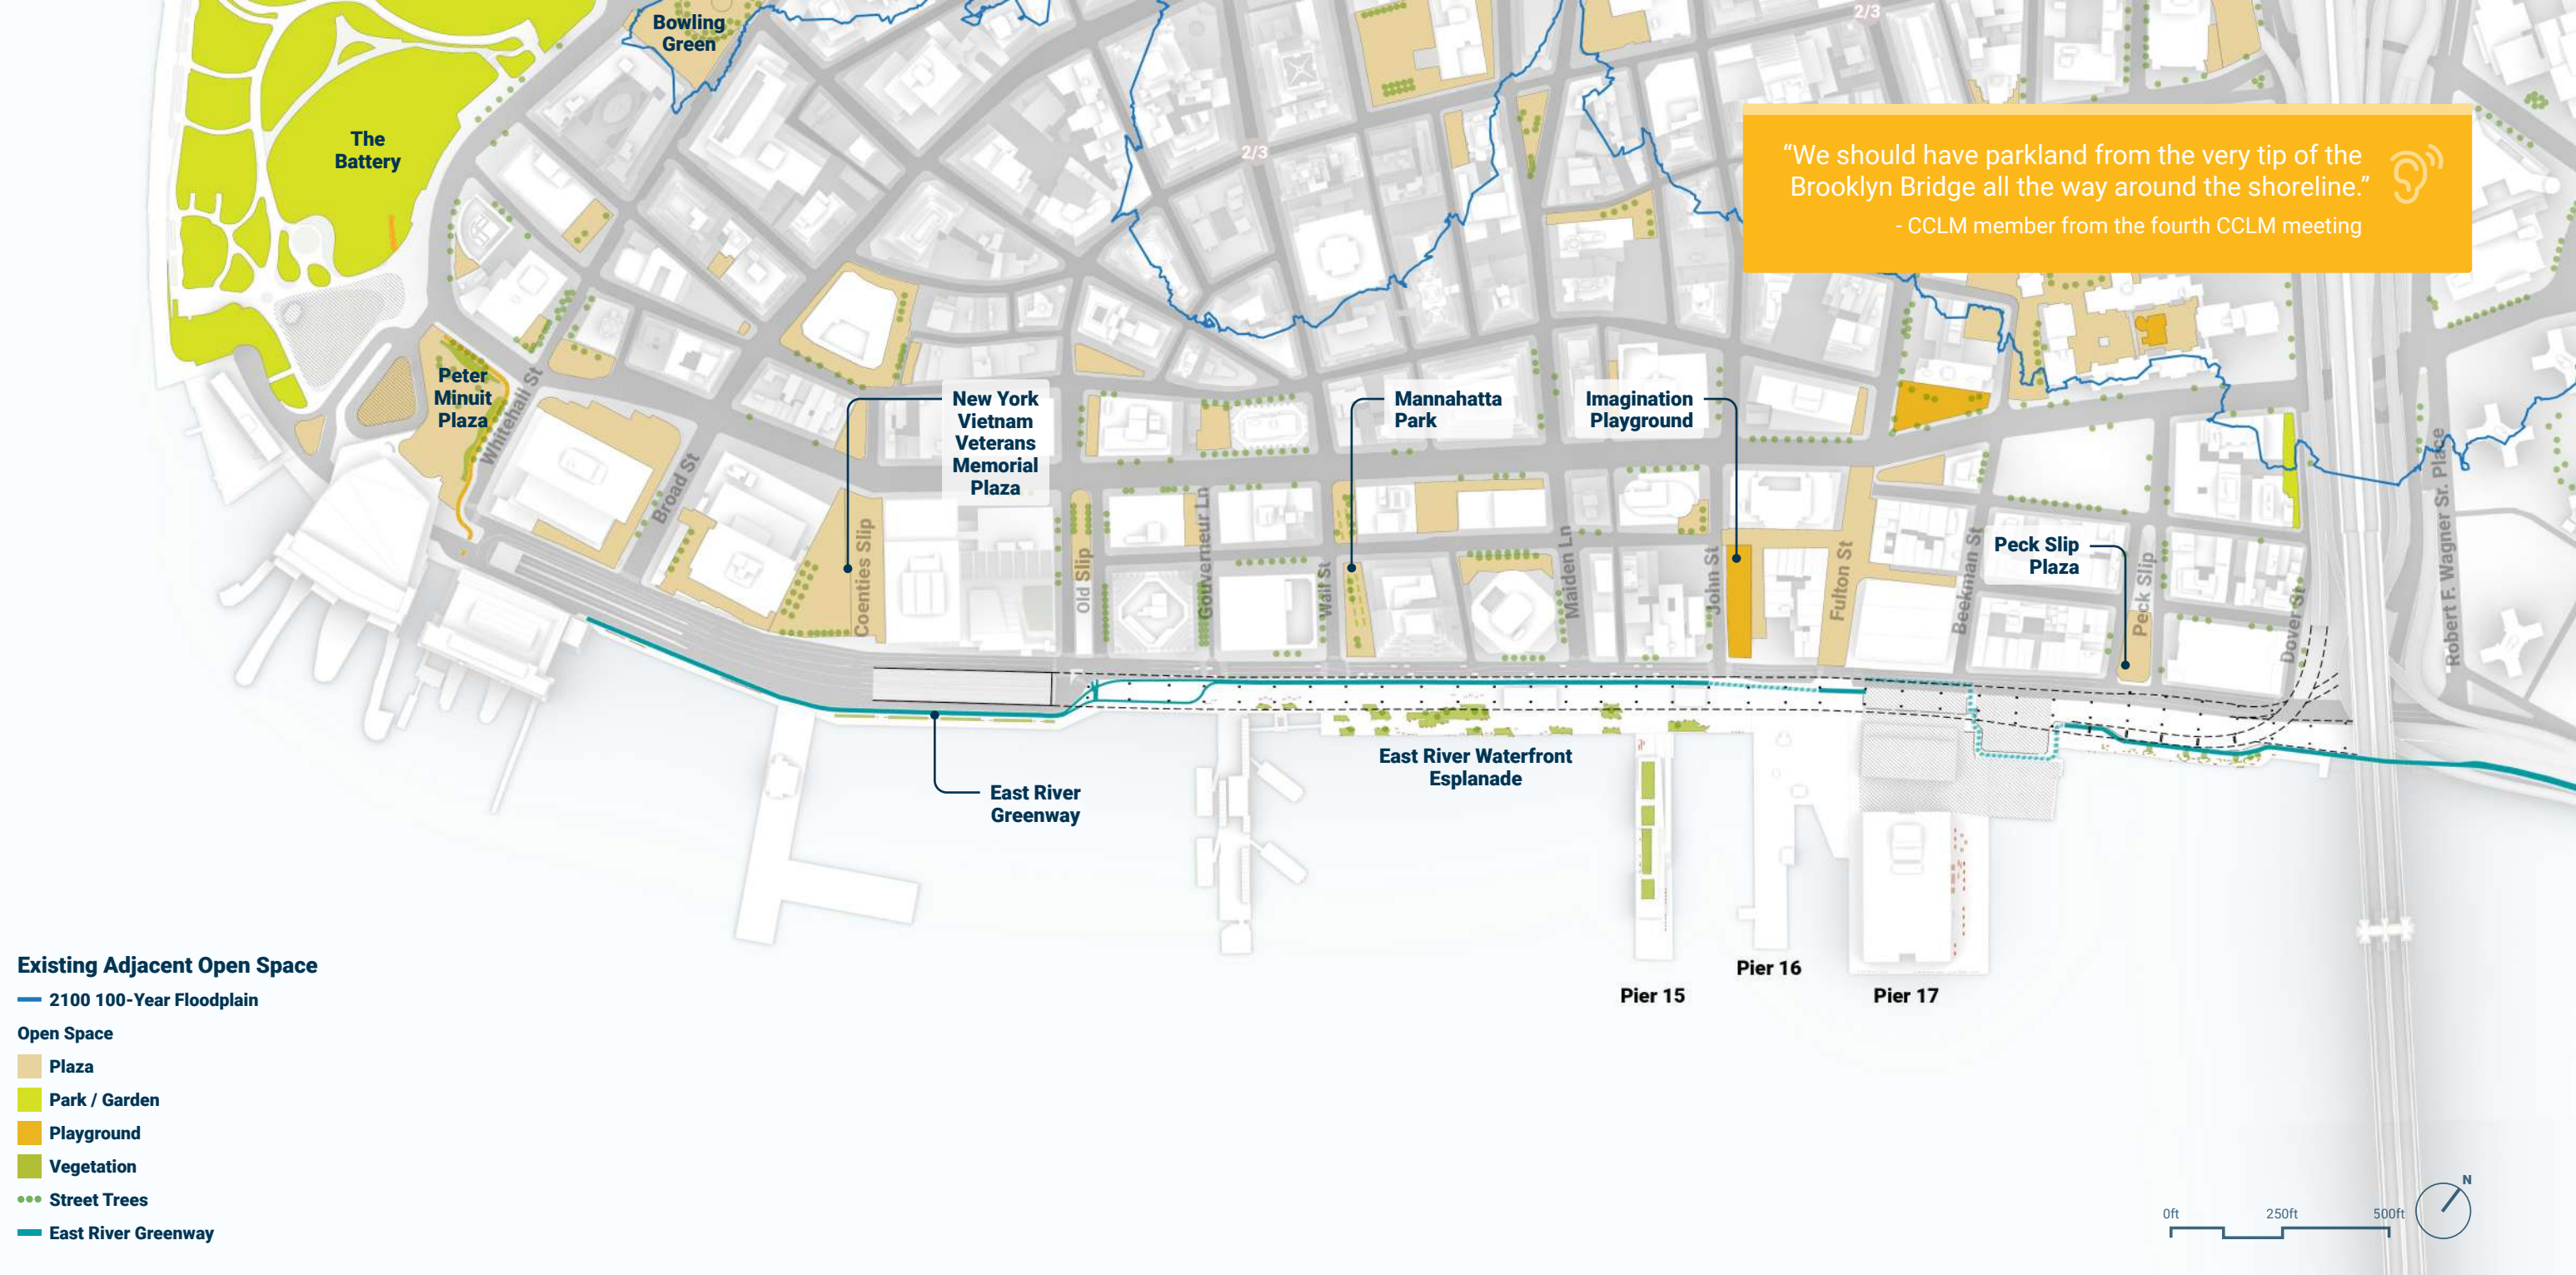 Bowling
Green
2/3
The
Battery
2/3
“We should have parkland from the very tip of the
Brooklyn Bridge all the way around the shoreline.”
- CCLM member from the fourth CCLM meeting
Peter
Minuit
Plaza
Whitehall St
Broad St
New York
Vietnam
Veterans
Memorial
Plaza
Coenties Slip
Old Slip
Gouverneur Ln
Wall St
Mannahatta
Park
Maiden Ln
Imagination
Playground
John St
Fulton St
Beekman St
Peck Slip
Plaza
Peck Slip
Dover St
Robert F. Wagner Sr. Place
East River
Greenway
East River Waterfront
Esplanade
Pier 15
Pier 16
Pier 17
Existing Adjacent Open Space
2100 100-Year Floodplain
Open Space
Plaza
Park / Garden
Playground
Vegetation
Street Trees
East River Greenway
0ft 250ft 500ft
N